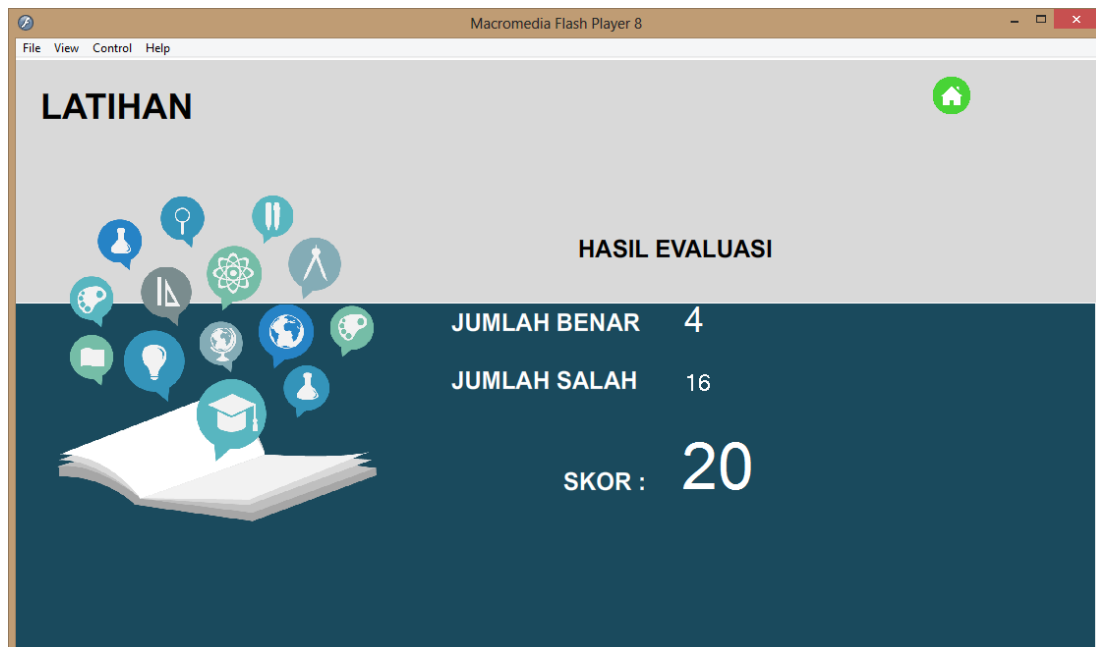 Macromedia Flash Player 8
File View Control Help
LATIHAN
HASIL EVALUASI
JUMLAH BENAR 4
JUMLAH SALAH 16
SKOR : 20